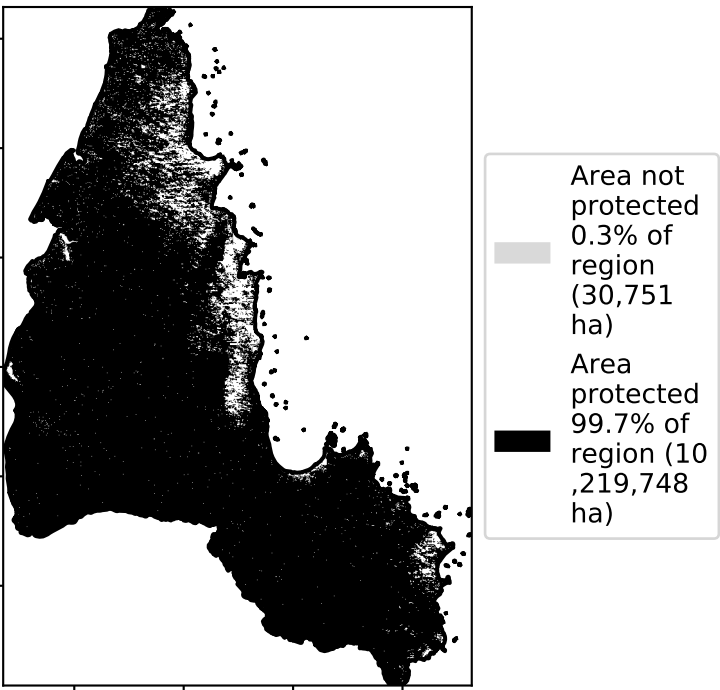 Area not
protected
0.3% of
region
(30,751
ha)
Area
protected
99.7% of
region (10
,219,748
ha)